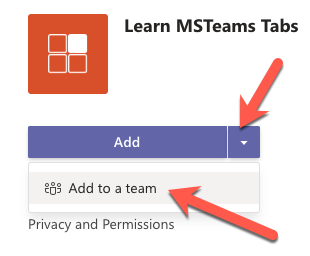 Learn MSTeams Tabs
Add
Add to a team
Privacy and Permissions